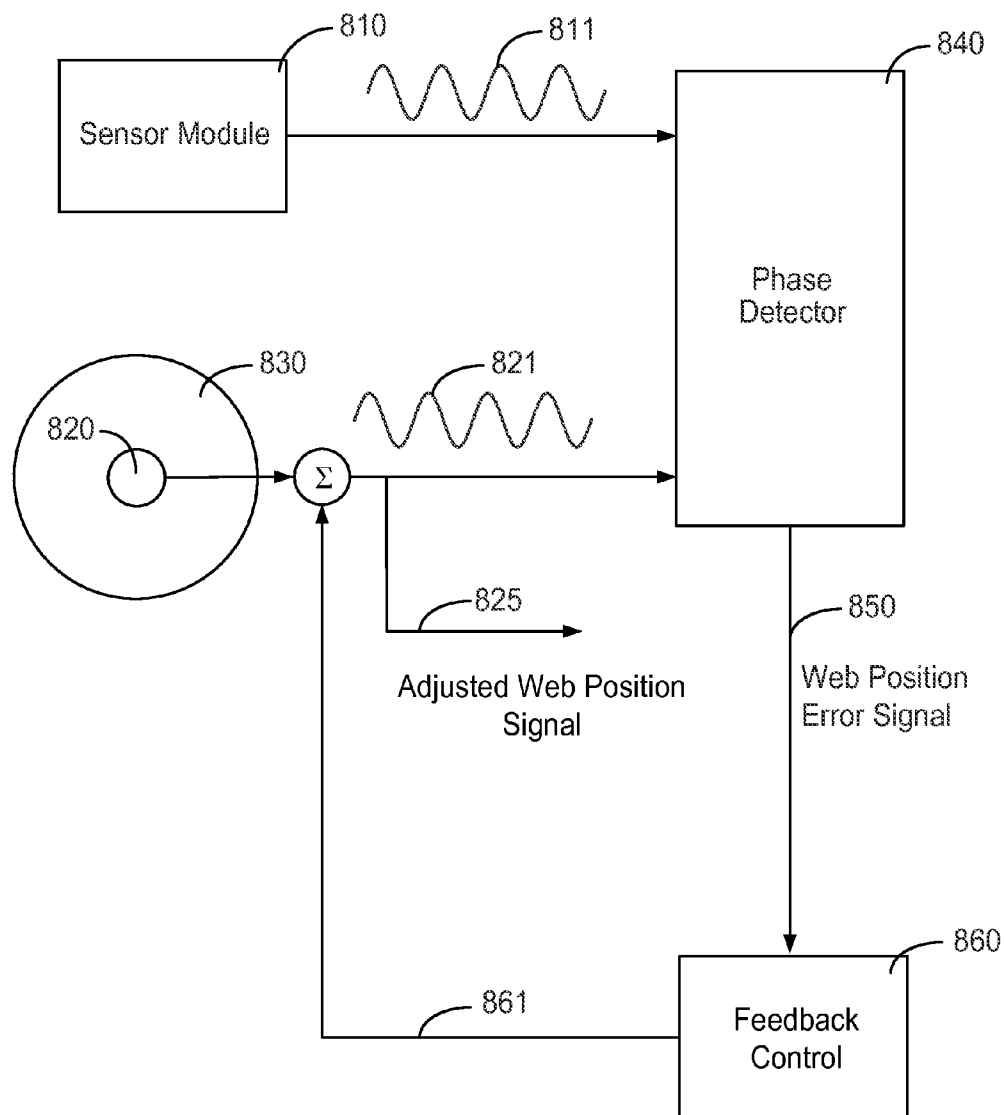 810
811
840
Sensor Module
Phase
Detector
830
821
820
Σ
825
850
Adjusted Web Position
Signal
Web Position
Error Signal
860
861
Feedback
Control